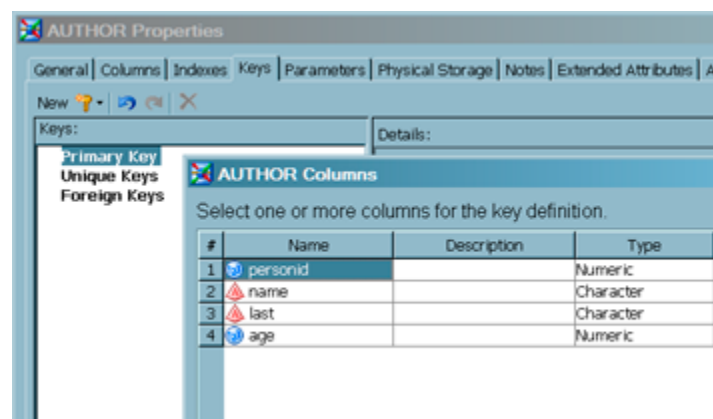 AUTHOR Properties
General Columns Indexes Keys Parameters Physical Storage Notes Extended Attributes A
New
Keys:
Details:
Primary Key
Unique Keys
Foreign Keys
AUTHOR Columns
Select one or more columns for the key definition.
# Name Description Type
1 personid Numeric
2 name Character
3 last Character
4 age Numeric